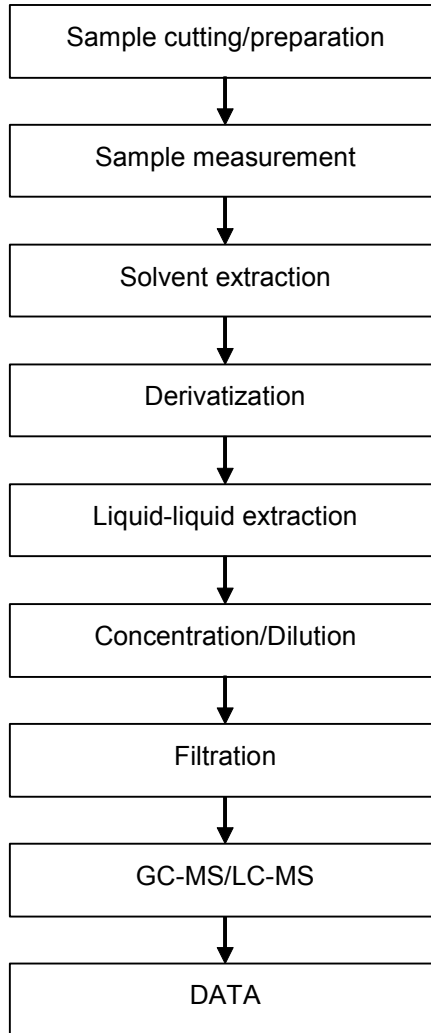 Sample cutting/preparation
Sample measurement
Solvent extraction
Derivatization
Liquid-liquid extraction
Concentration/Dilution
Filtration
GC-MS/LC-MS
DATA